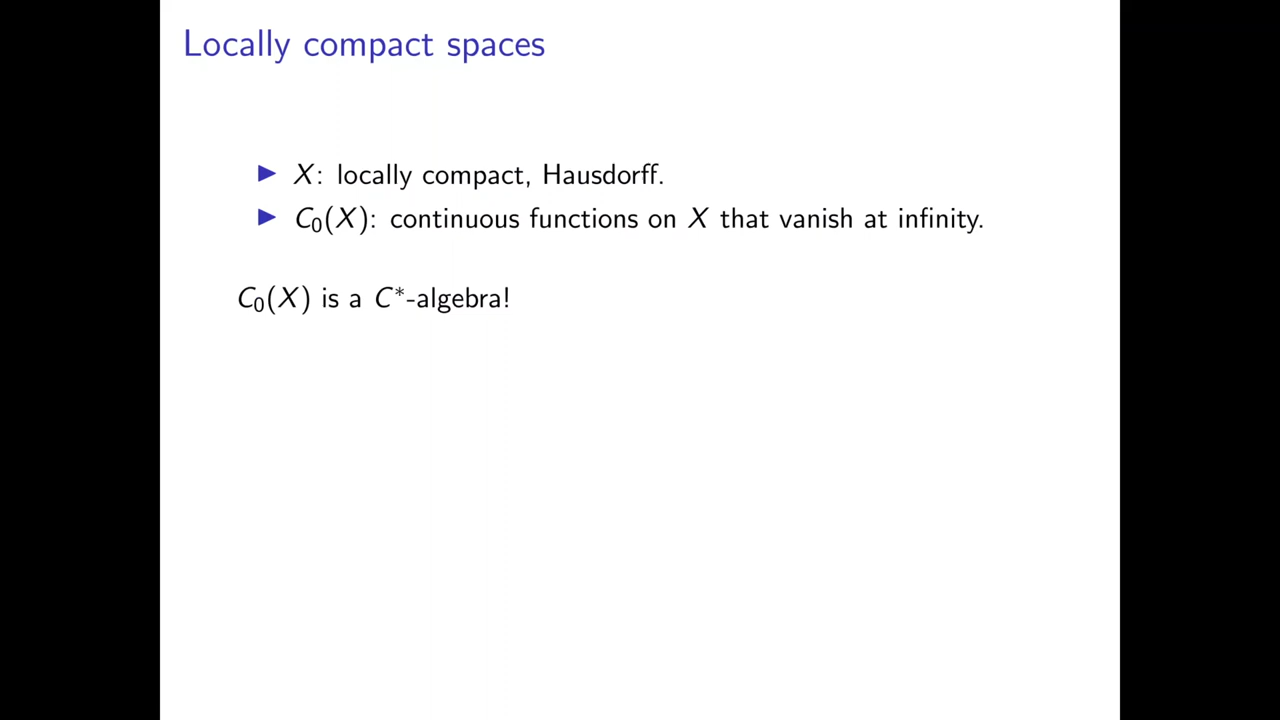 Locally compact spaces
▶ X: locally compact, Hausdorff.
▶ C₀(X): continuous functions on X that vanish at infinity.
C₀(X) is a C*-algebra!